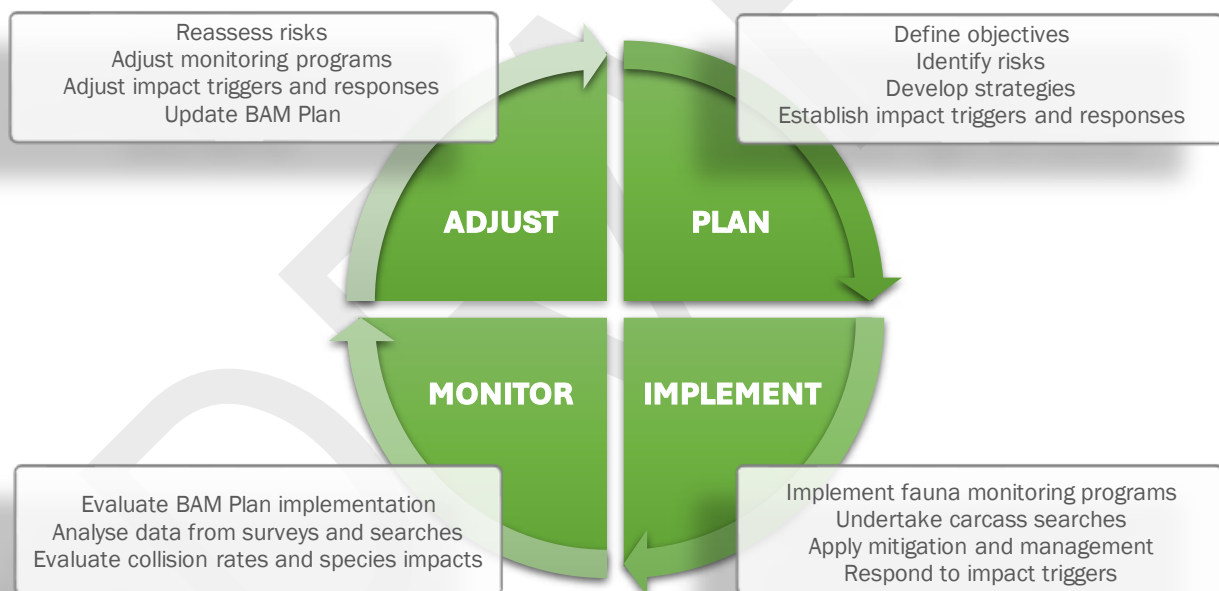 Reassess risks
Adjust monitoring programs
Adjust impact triggers and responses
Update BAM Plan
Define objectives
Identify risks
Develop strategies
Establish impact triggers and responses
ADJUST
PLAN
MONITOR
IMPLEMENT
Evaluate BAM Plan implementation
Analyse data from surveys and searches
Evaluate collision rates and species impacts
Implement fauna monitoring programs
Undertake carcass searches
Apply mitigation and management
Respond to impact triggers